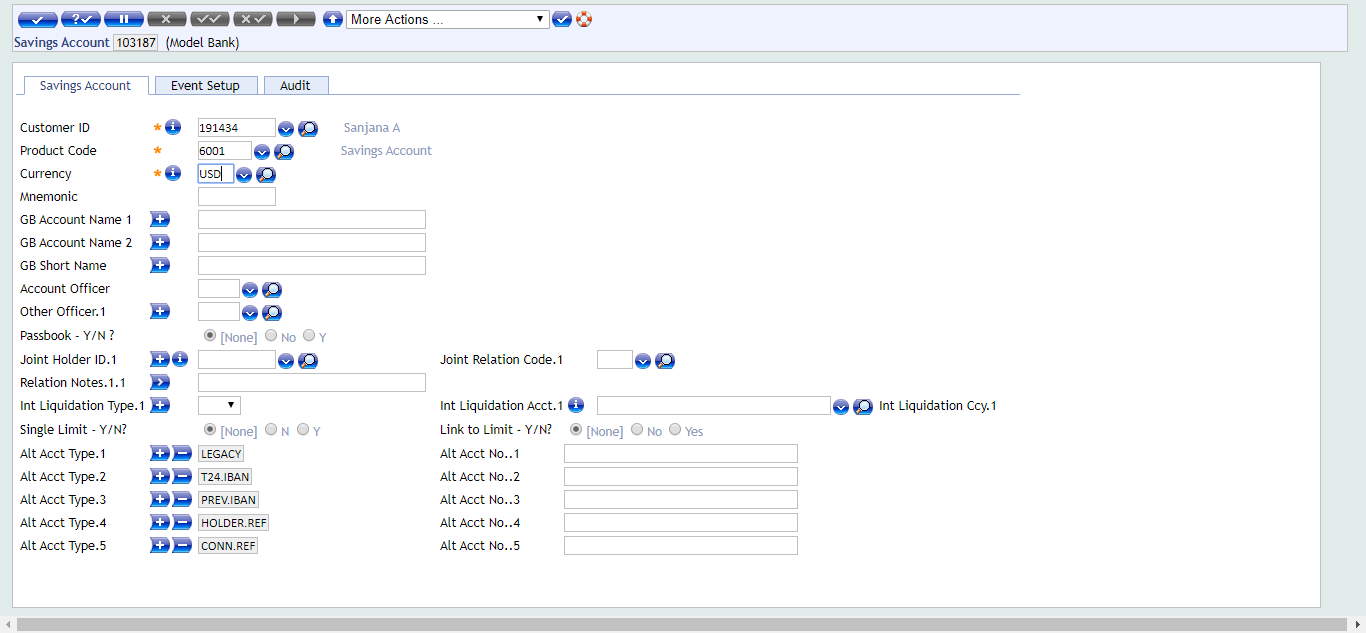 More Actions ...
Savings Account 103187 (Model Bank)
Savings Account Event Setup Audit
Customer ID * 191434 Sanjana A
Product Code * 6001 Savings Account
Currency * USD
Mnemonic
GB Account Name 1
GB Account Name 2
GB Short Name
Account Officer
Other Officer.1
Passbook - Y/N ? [None] No Y
Joint Holder ID.1 Joint Relation Code.1
Relation Notes.1.1
Int Liquidation Type.1 Int Liquidation Acct.1 Int Liquidation Ccy.1
Single Limit - Y/N? [None] N Y Link to Limit - Y/N? [None] No Yes
Alt Acct Type.1 LEGACY Alt Acct No..1
Alt Acct Type.2 T24.IBAN Alt Acct No..2
Alt Acct Type.3 PREV.IBAN Alt Acct No..3
Alt Acct Type.4 HOLDER.REF Alt Acct No..4
Alt Acct Type.5 CONN.REF Alt Acct No..5